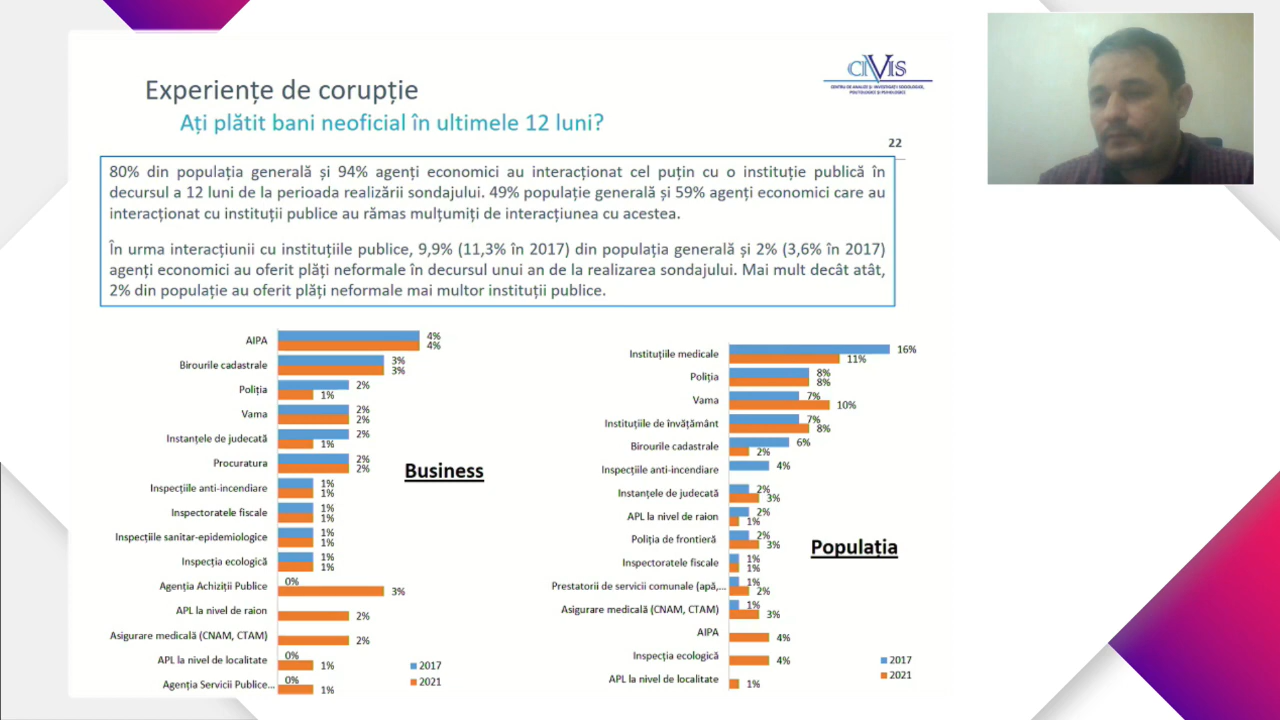 Experiențe de corupție
Ați plătit bani neoficial în ultimele 12 luni?
CIVIS
CENTRU DE ANALIZE ȘI INVESTIGAȚII SOCIOLOGICE,
POLITOLOGICE ȘI PSIHOLOGICE
22
80% din populația generală și 94% agenți economici au interacționat cel puțin cu o instituție publică în
decursul a 12 luni de la perioada realizării sondajului. 49% populație generală și 59% agenți economici care au
interacționat cu instituții publice au rămas mulțumiți de interacțiunea cu acestea.
În urma interacțiunii cu instituțiile publice, 9,9% (11,3% în 2017) din populația generală și 2% (3,6% în 2017)
agenți economici au oferit plăți neformale în decursul unui an de la realizarea sondajului. Mai mult decât atât,
2% din populație au oferit plăți neformale mai multor instituții publice.
AIPA 4% 4%
Birourile cadastrale 3% 3%
Poliția 2% 1%
Vama 2% 2%
Instanțele de judecată 2% 1%
Procuratura 2% 2%
Inspecțiile anti-incendiare 1% 1%
Inspectoratele fiscale 1% 1%
Inspecțiile sanitar-epidemiologice 1% 1%
Inspecția ecologică 1% 1%
Agenția Achiziții Publice 0% 3%
APL la nivel de raion 2%
Asigurare medicală (CNAM, CTAM) 2%
APL la nivel de localitate 0% 1%
Agenția Servicii Publice... 0% 1%
Business
2017
2021
Instituțiile medicale 16% 11%
Poliția 8% 8%
Vama 7% 10%
Instituțiile de învățământ 7% 8%
Birourile cadastrale 6% 2%
Inspecțiile anti-incendiare 4%
Instanțele de judecată 2% 3%
APL la nivel de raion 2% 1%
Poliția de frontieră 2% 3%
Inspectoratele fiscale 1% 1%
Prestatorii de servicii comunale (apă,... 1% 2%
Asigurare medicală (CNAM, CTAM) 1% 3%
AIPA 4%
Inspecția ecologică 4%
APL la nivel de localitate 1%
Populația
2017
2021